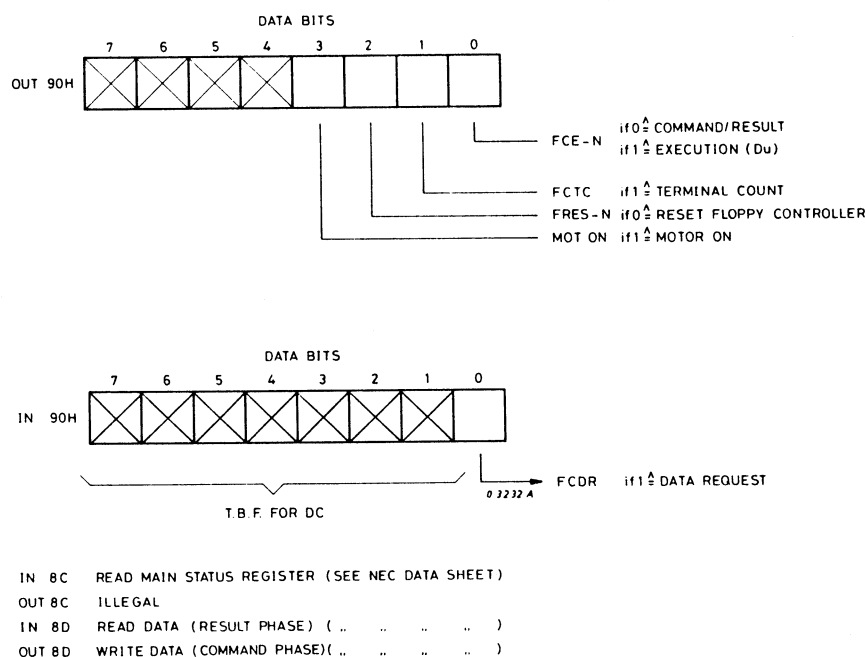 DATA BITS
7 6 5 4 3 2 1 0
OUT 90H
FCE-N if0≙COMMAND/RESULT
if1≙EXECUTION (Du)
FCTC if1≙TERMINAL COUNT
FRES-N if0≙RESET FLOPPY CONTROLLER
MOT ON if1≙MOTOR ON
DATA BITS
7 6 5 4 3 2 1 0
IN 90H
FCDR if1≙DATA REQUEST
03232A
T.B.F. FOR DC
IN 8C READ MAIN STATUS REGISTER (SEE NEC DATA SHEET)
OUT 8C ILLEGAL
IN 8D READ DATA (RESULT PHASE) ( „ „ „ „ )
OUT 8D WRITE DATA (COMMAND PHASE)( „ „ „ „ )